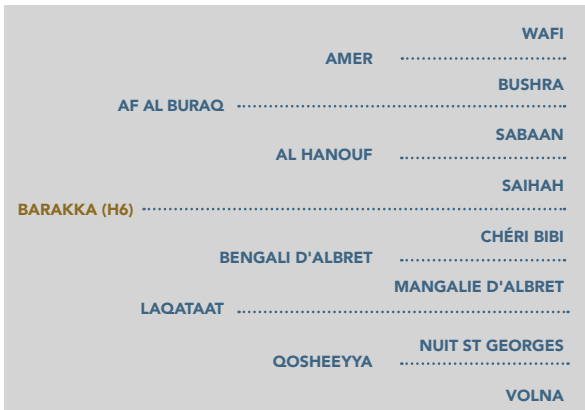 WAFI
AMER
BUSHRA
AF AL BURAQ
SABAAN
AL HANOUF
SAIHAH
BARAKKA (H6)
CHÉRI BIBI
BENGALI D'ALBRET
MANGALIE D'ALBRET
LAQATAAT
NUIT ST GEORGES
QOSHEEYYA
VOLNA